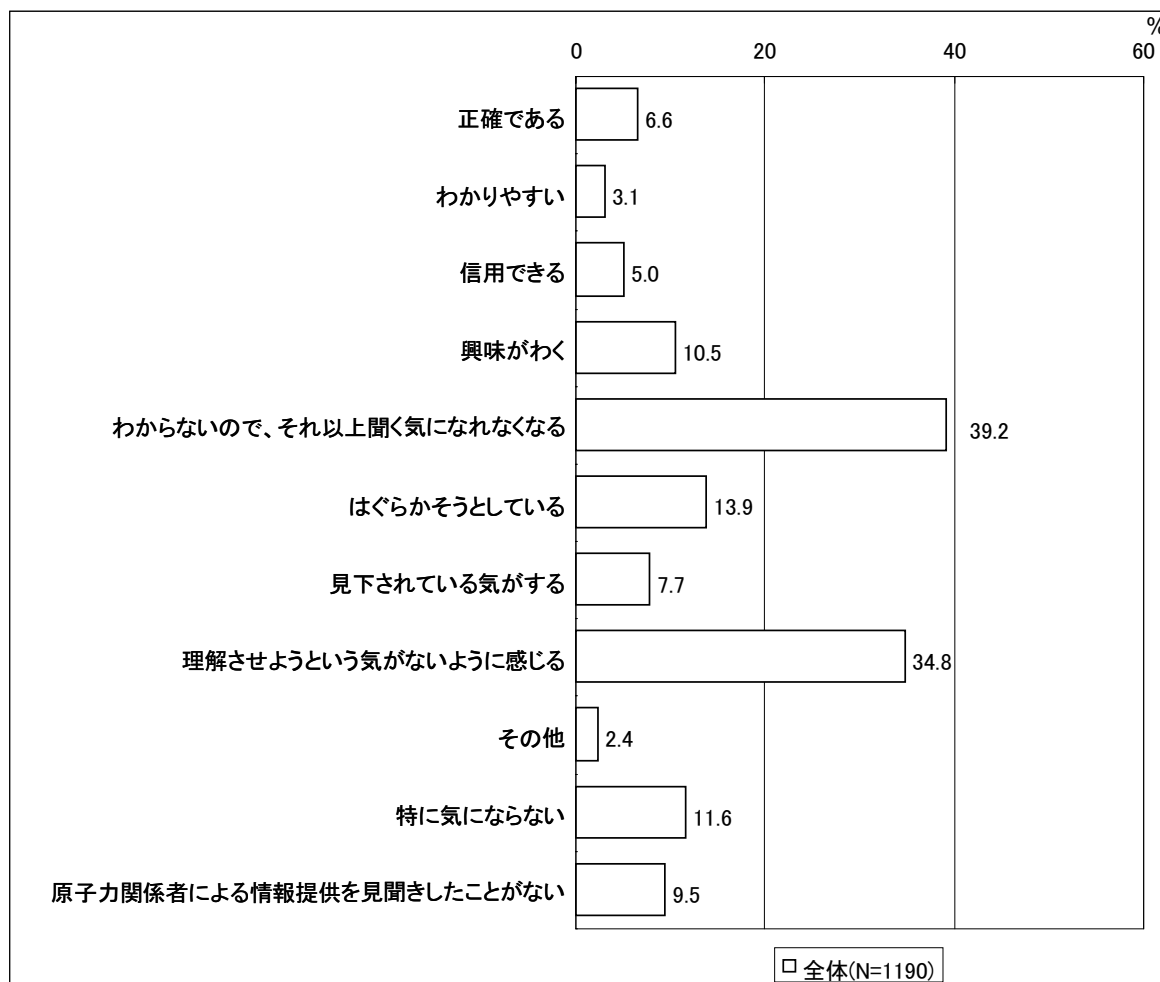 %
0 20 40 60
正確である 6.6
わかりやすい 3.1
信用できる 5.0
興味がわく 10.5
わからないので、それ以上聞く気になれなくなる 39.2
はぐらかそうとしている 13.9
見下されている気がする 7.7
理解させようという気がないように感じる 34.8
その他 2.4
特に気にならない 11.6
原子力関係者による情報提供を見聞きしたことがない 9.5
全体(N=1190)